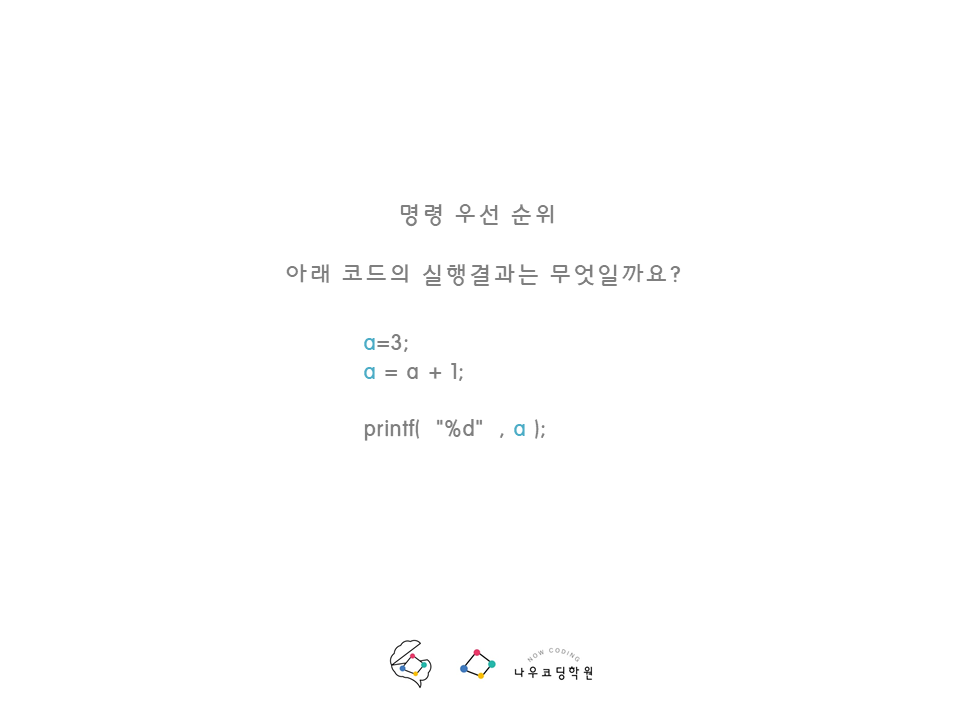 명령 우선 순위
아래 코드의 실행결과는 무엇일까요?
a=3;
a = a + 1;
printf( "%d" , a );
NOW CODING
나우코딩학원